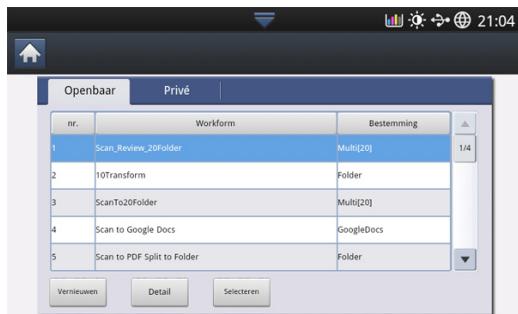 21:04
Openbaar Privé
nr. Workform Bestemming
1 Scan_Review_20Folder Multi[20]
1/4
2 10Transform Folder
3 ScanTo20Folder Multi[20]
4 Scan to Google Docs GoogleDocs
5 Scan to PDF Split to Folder Folder
Vernieuwen Detail Selecteren